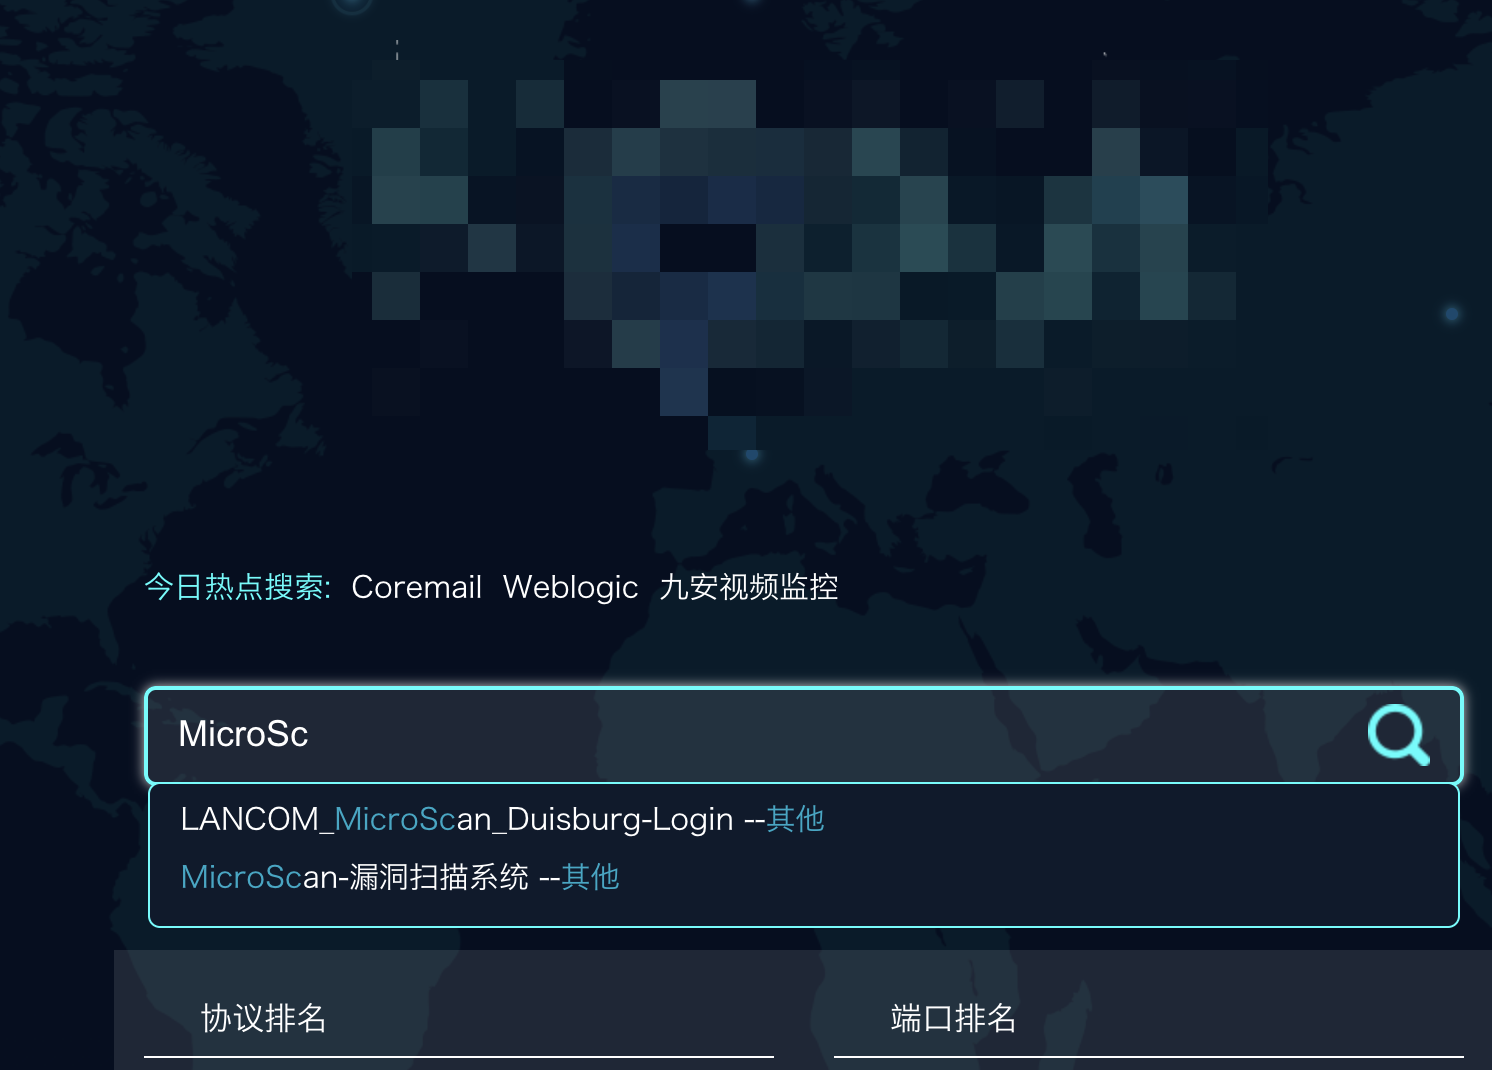 今日热点搜索: Coremail Weblogic 九安视频监控
MicroSc
LANCOM_MicroScan_Duisburg-Login --其他
MicroScan-漏洞扫描系统 --其他
协议排名
端口排名